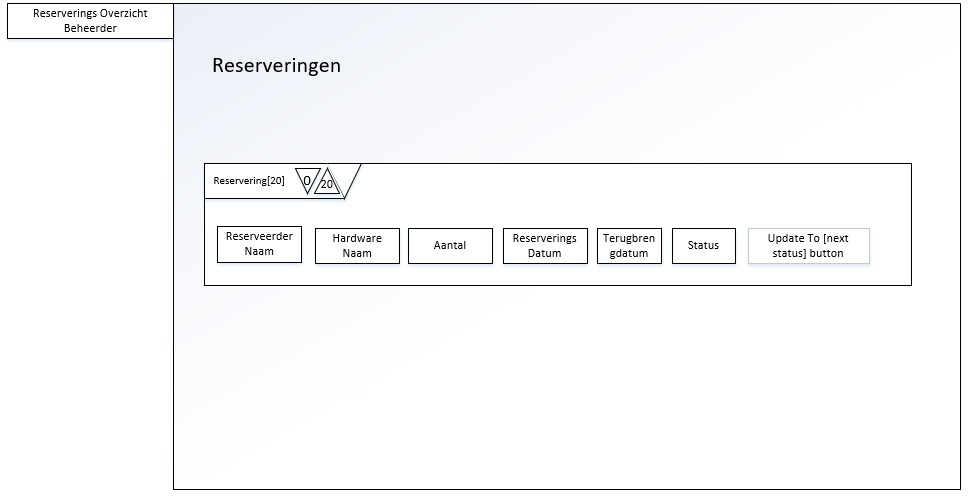 Reserverings Overzicht
Beheerder
Reserveringen
Reservering[20]
0
20
Reserveerder
Naam
Hardware
Naam
Aantal
Reserverings
Datum
Terugbren
gdatum
Status
Update To [next
status] button